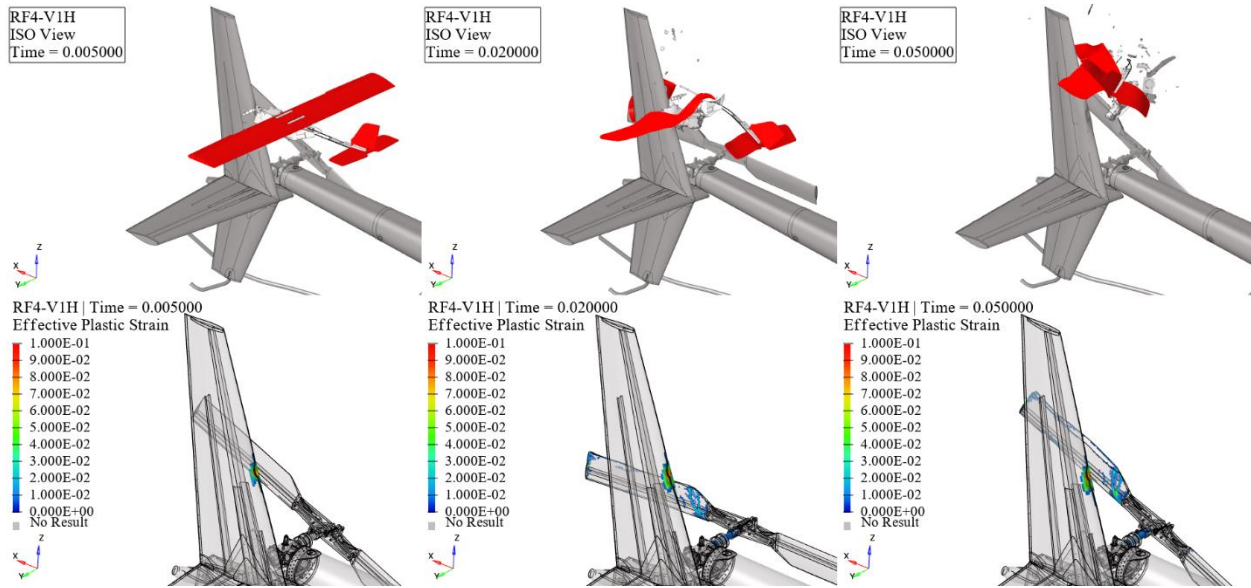 RF4-V1H
ISO View
Time = 0.005000
Z
X
Y
RF4-V1H
ISO View
Time = 0.020000
Z
X
Y
RF4-V1H
ISO View
Time = 0.050000
Z
X
Y
RF4-V1H | Time = 0.005000
Effective Plastic Strain
1.000E-01
9.000E-02
8.000E-02
7.000E-02
6.000E-02
5.000E-02
4.000E-02
3.000E-02
2.000E-02
1.000E-02
0.000E+00
No Result
Z
X
Y
RF4-V1H | Time = 0.020000
Effective Plastic Strain
1.000E-01
9.000E-02
8.000E-02
7.000E-02
6.000E-02
5.000E-02
4.000E-02
3.000E-02
2.000E-02
1.000E-02
0.000E+00
No Result
Z
X
Y
RF4-V1H | Time = 0.050000
Effective Plastic Strain
1.000E-01
9.000E-02
8.000E-02
7.000E-02
6.000E-02
5.000E-02
4.000E-02
3.000E-02
2.000E-02
1.000E-02
0.000E+00
No Result
Z
X
Y